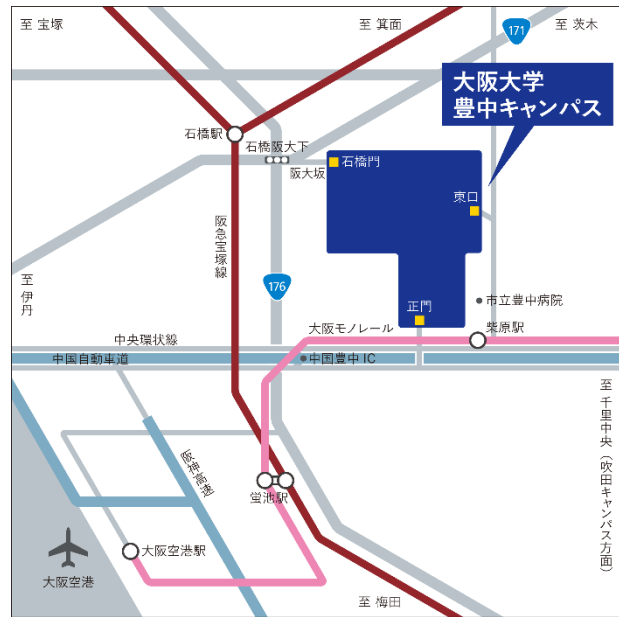 至 宝塚
至 箕面
171
至 茨木
大阪大学
豊中キャンパス
石橋駅
石橋阪大下
阪大坂
石橋門
東口
阪急宝塚線
至 伊丹
176
正門
市立豊中病院
大阪モノレール
柴原駅
中央環状線
中国自動車道
中国豊中 IC
至 千里中央（吹田キャンパス方面）
阪神高速
蛍池駅
大阪空港駅
大阪空港
至 梅田